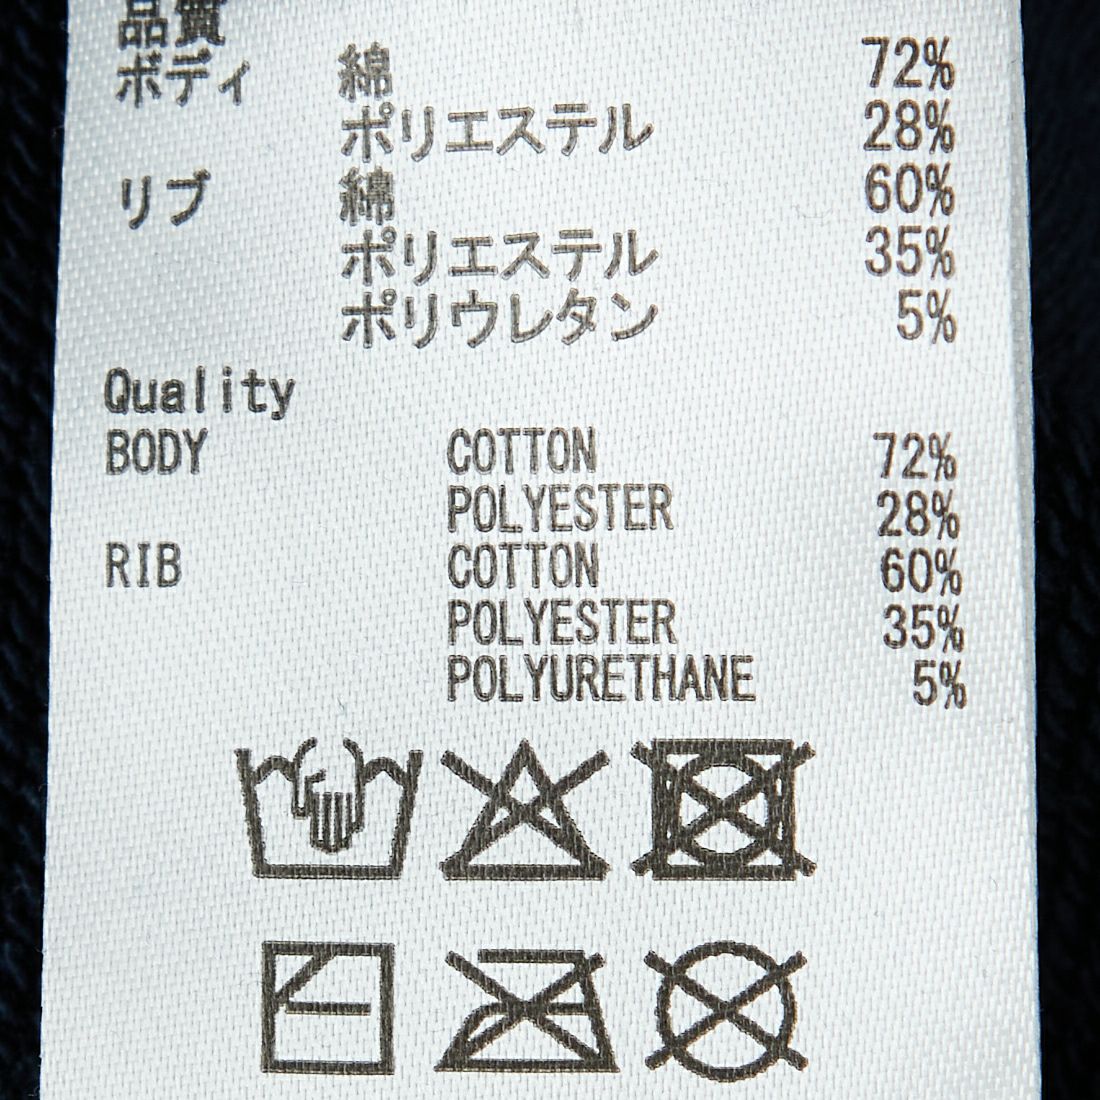 品質
ボディ 綿 72%
ポリエステル 28%
リブ 綿 60%
ポリエステル 35%
ポリウレタン 5%
Quality
BODY COTTON 72%
POLYESTER 28%
RIB COTTON 60%
POLYESTER 35%
POLYURETHANE 5%